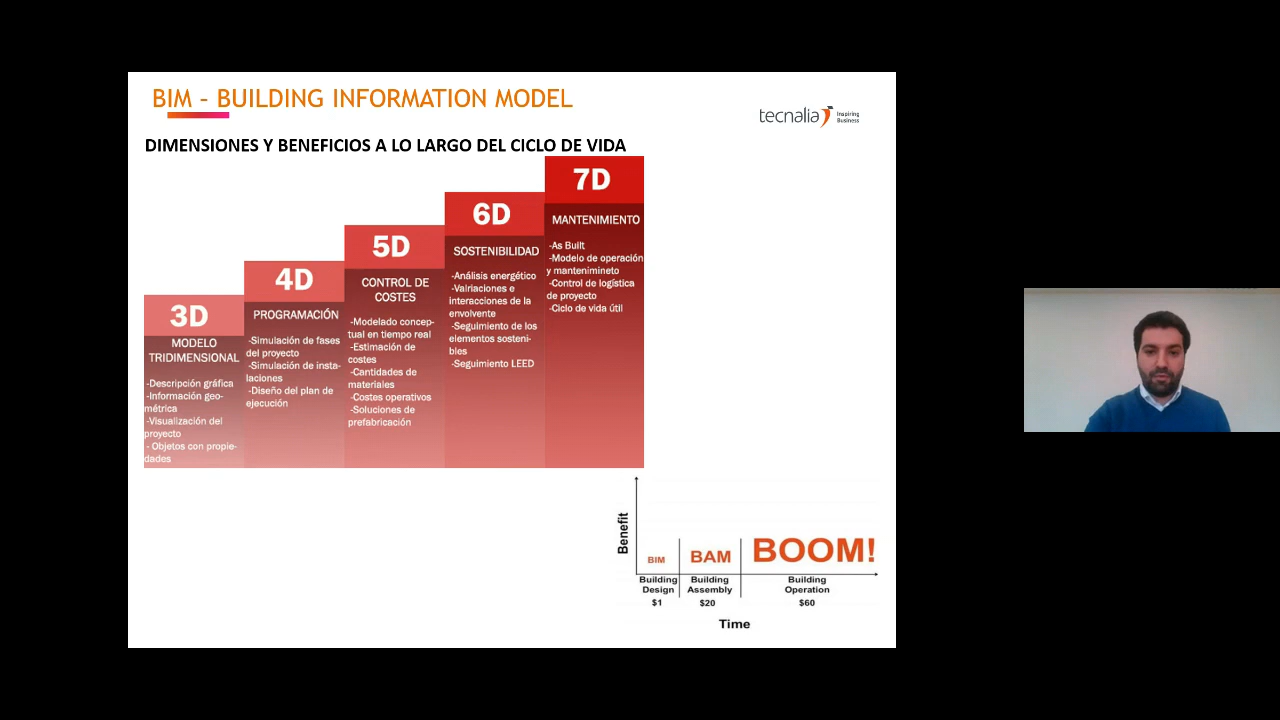 BIM – BUILDING INFORMATION MODEL
tecnalia
Inspiring
Business
DIMENSIONES Y BENEFICIOS A LO LARGO DEL CICLO DE VIDA
3D
MODELO
TRIDIMENSIONAL
-Descripción gráfica
-Información geo-
métrica
-Visualización del
proyecto
- Objetos con propie-
dades
4D
PROGRAMACIÓN
-Simulación de fases
del proyecto
-Simulación de insta-
laciones
-Diseño del plan de
ejecución
5D
CONTROL DE
COSTES
-Modelado concep-
tual en tiempo real
-Estimación de
costes
-Cantidades de
materiales
-Costes operativos
-Soluciones de
prefabricación
6D
SOSTENIBILIDAD
-Análisis energético
-Valriaciones e
interacciones de la
envolvente
-Seguimiento de los
elementos sosteni-
bles
-Seguimiento LEED
7D
MANTENIMIENTO
-As Built
-Modelo de operación
y mantenimineto
-Control de logística
de proyecto
-Ciclo de vida útil
Benefit
BIM
BAM
BOOM!
Building
Design
$1
Building
Assembly
$20
Building
Operation
$60
Time